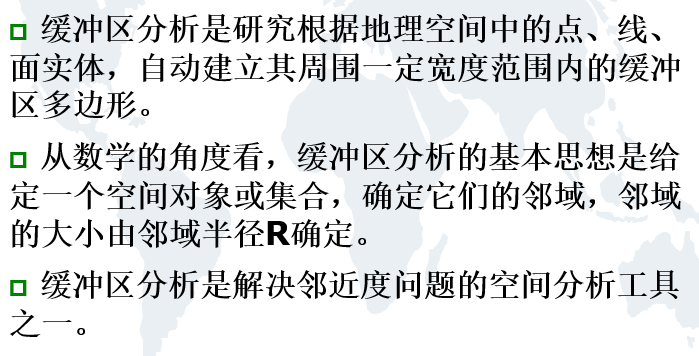 缓冲区分析是研究根据地理空间中的点、线、
面实体，自动建立其周围一定宽度范围内的缓冲
区多边形。
从数学的角度看，缓冲区分析的基本思想是给
定一个空间对象或集合，确定它们的邻域，邻域
的大小由邻域半径R确定。
缓冲区分析是解决邻近度问题的空间分析工具
之一。